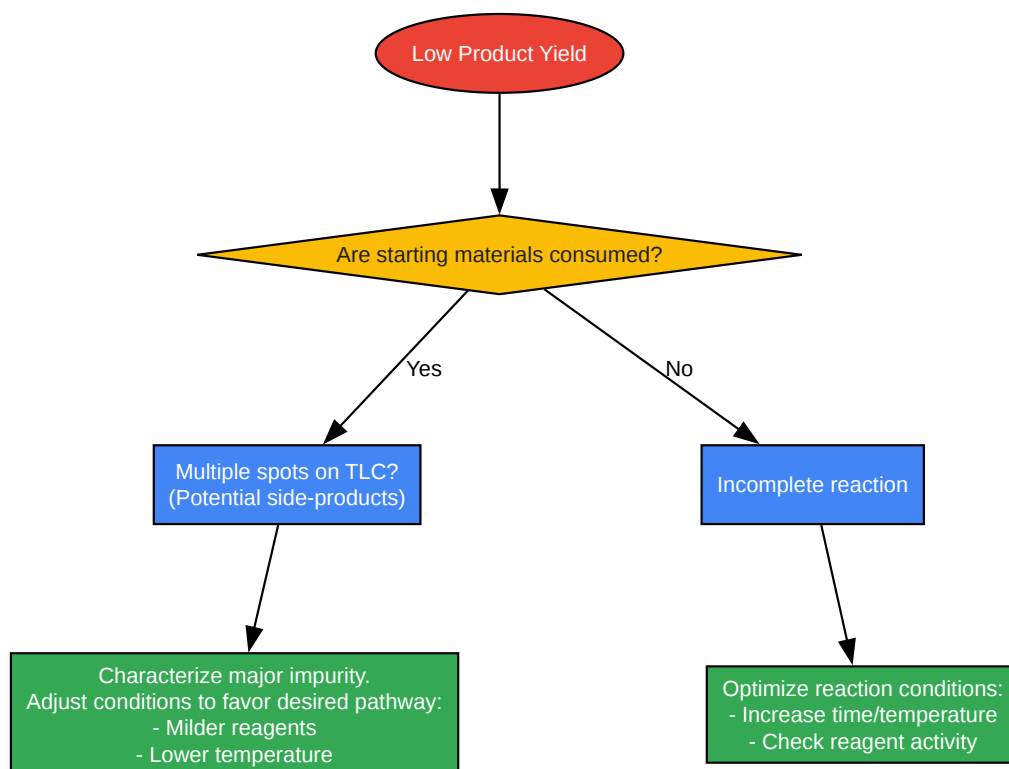 Low Product Yield
Are starting materials consumed?
Yes
No
Multiple spots on TLC?
(Potential side-products)
Incomplete reaction
Characterize major impurity.
Adjust conditions to favor desired pathway:
- Milder reagents
- Lower temperature
Optimize reaction conditions:
- Increase time/temperature
- Check reagent activity